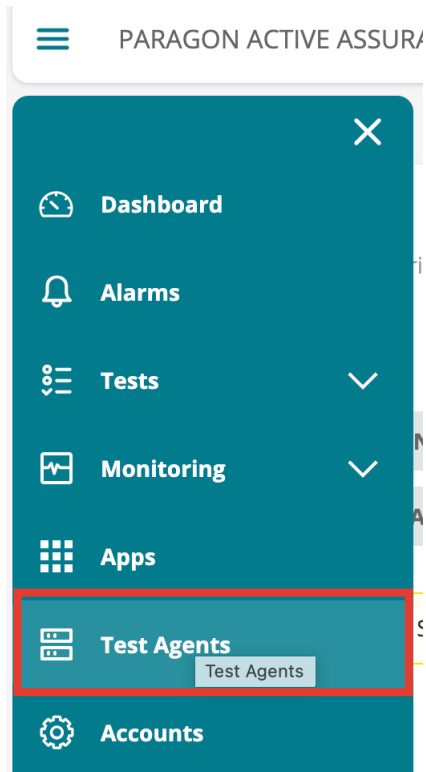 PARAGON ACTIVE ASSURA
Dashboard
Alarms
Tests
Monitoring
Apps
Test Agents
Test Agents
Accounts